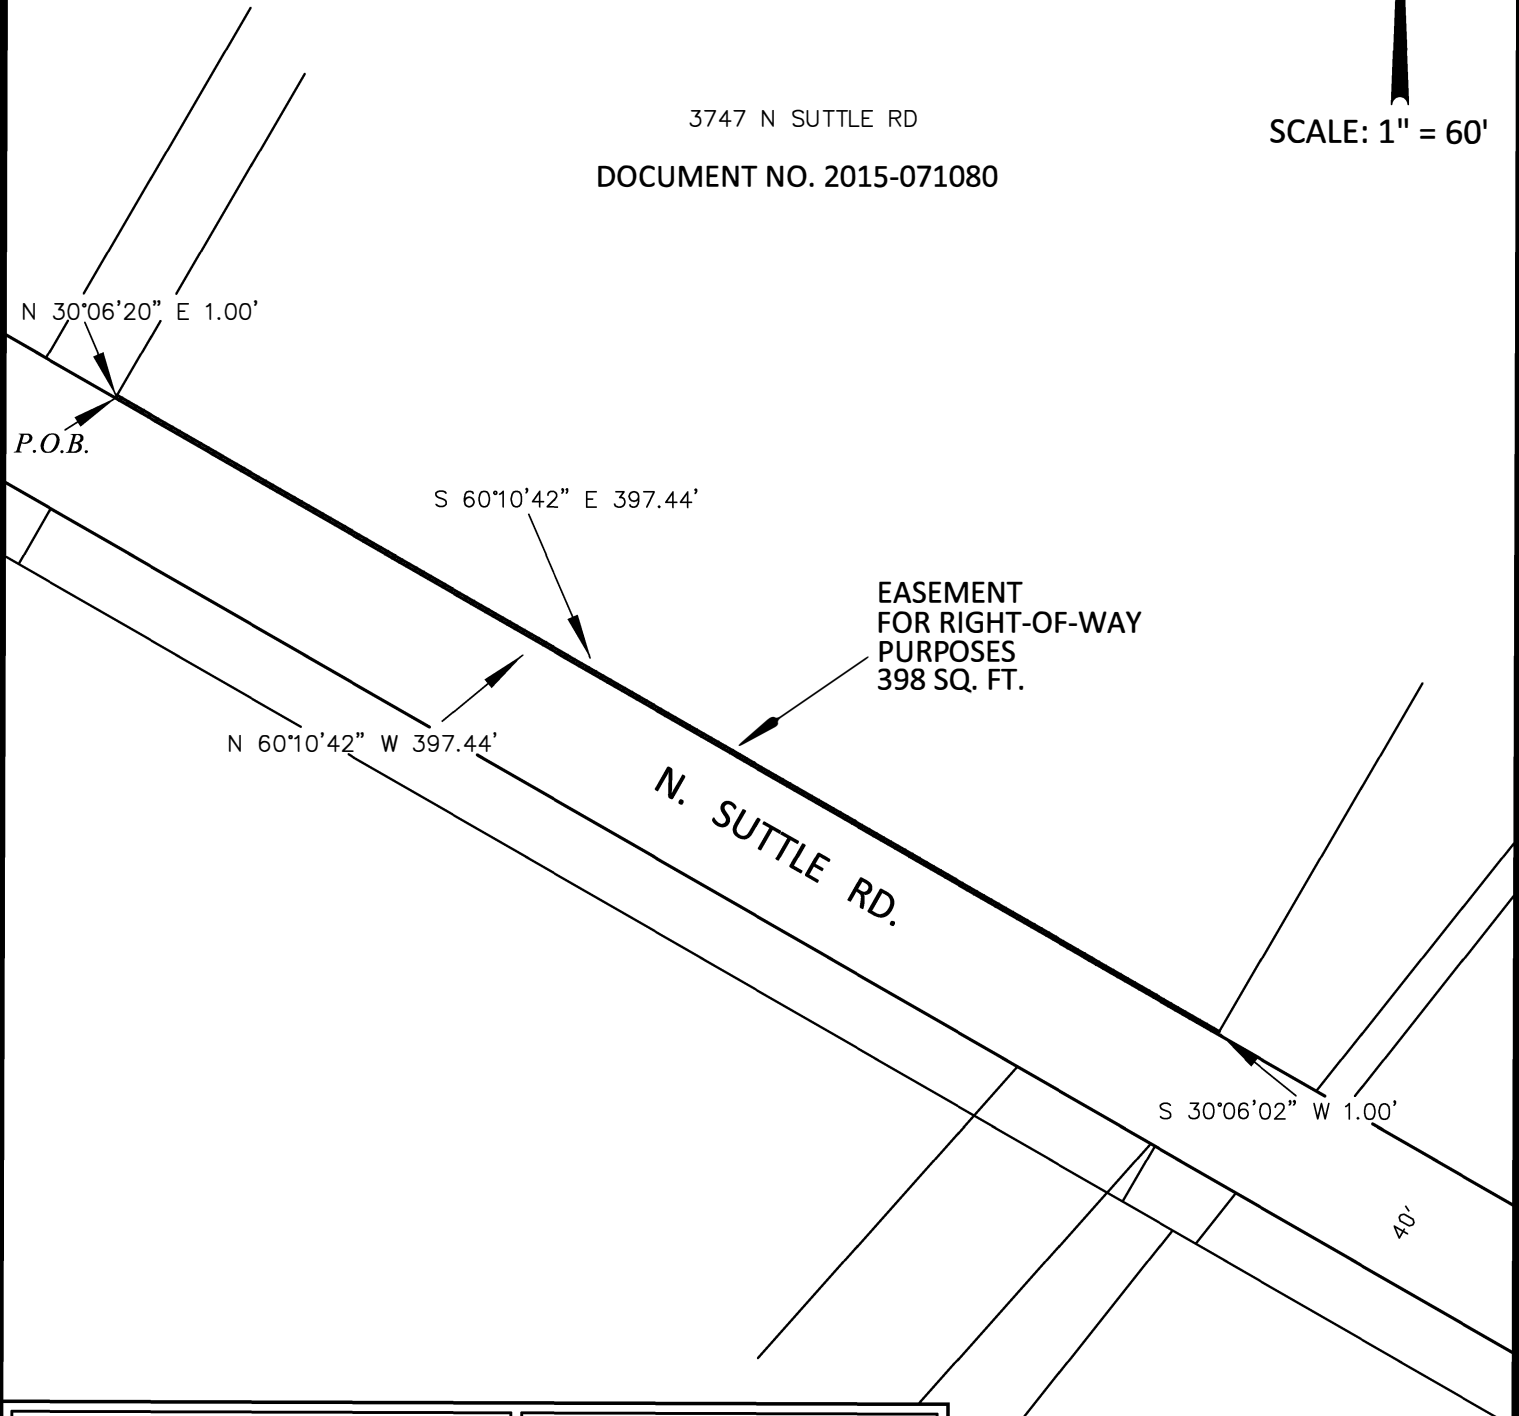 3747 N SUTTLE RD
SCALE: 1" = 60'
DOCUMENT NO. 2015-071080
N 30°06'20" E 1.00'
P.O.B.
S 60°10'42" E 397.44'
EASEMENT
FOR RIGHT-OF-WAY
PURPOSES
398 SQ. FT.
N 60°10'42" W 397.44'
N. SUTTLE RD.
S 30°06'02" W 1.00'
40'